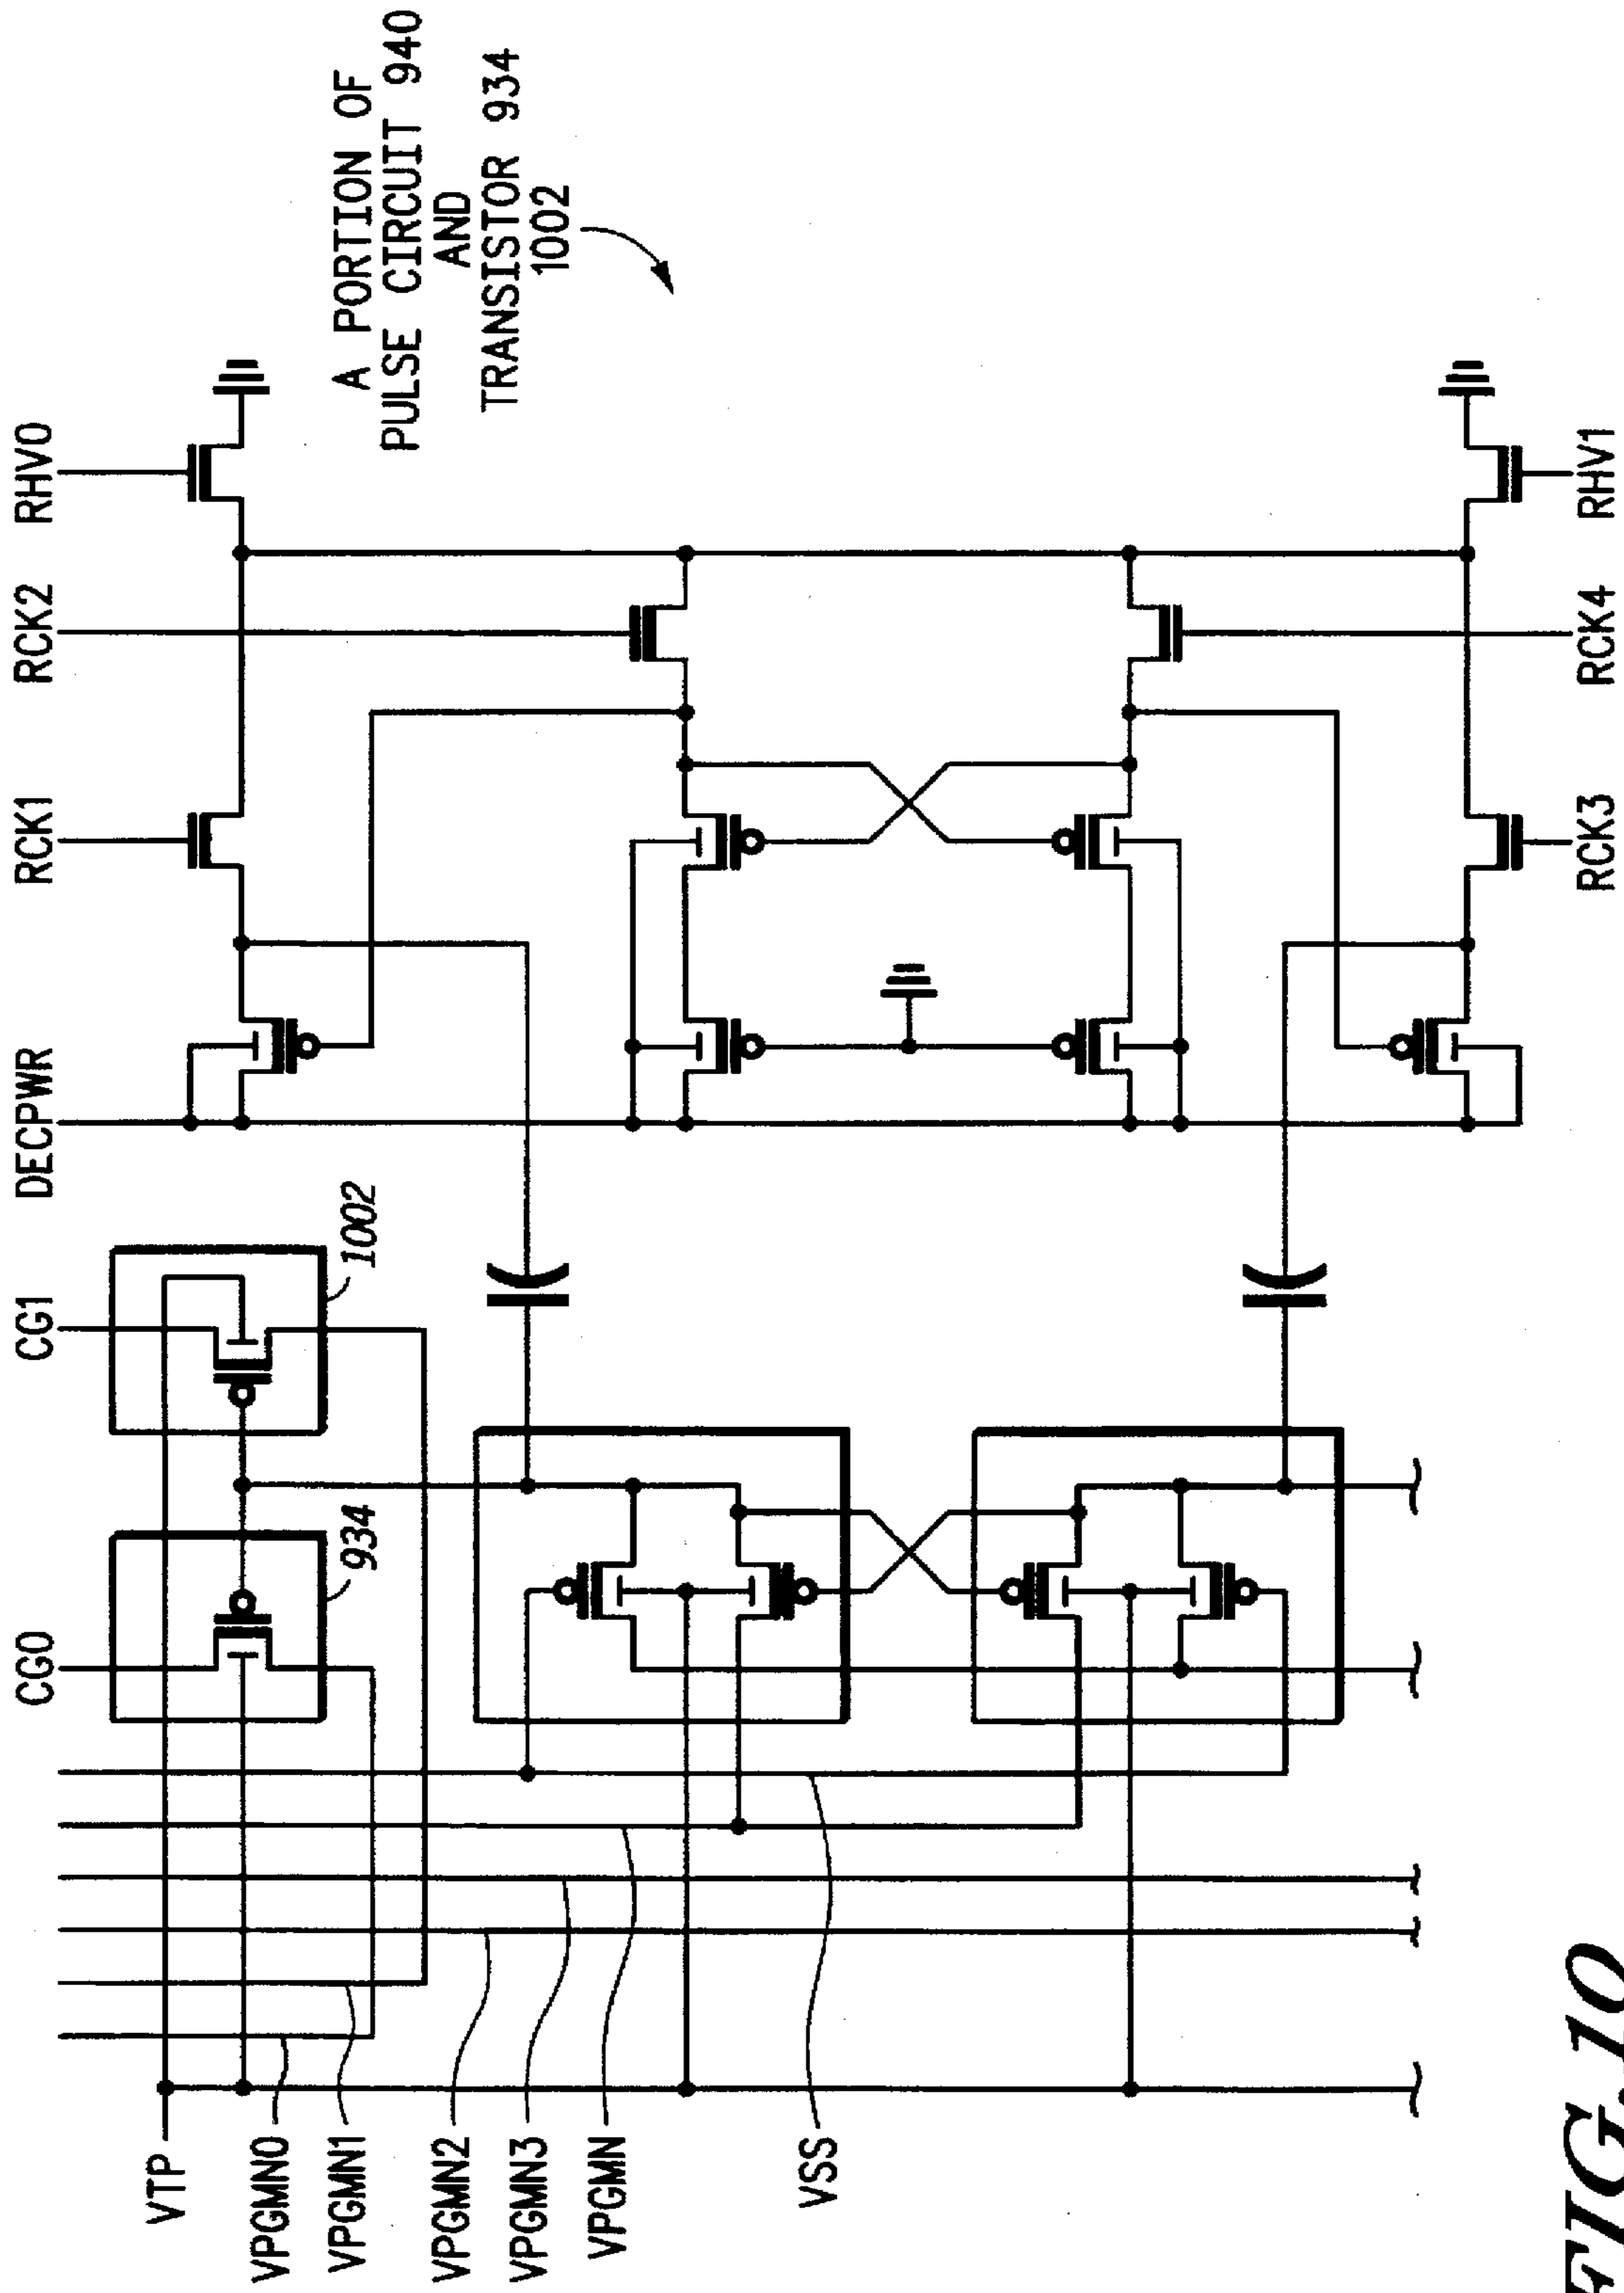 A PORTION OF
PULSE CIRCUIT 940
AND
TRANSISTOR 934
1002
CG0
CG1
DECPWR
RCK1
RCK2
RHV0
934
1002
VTP
VPGMN0
VPGMN1
VPGMN2
VPGMN3
VPGMN
VSS
RCK3
RCK4
RHV1
FIG.10